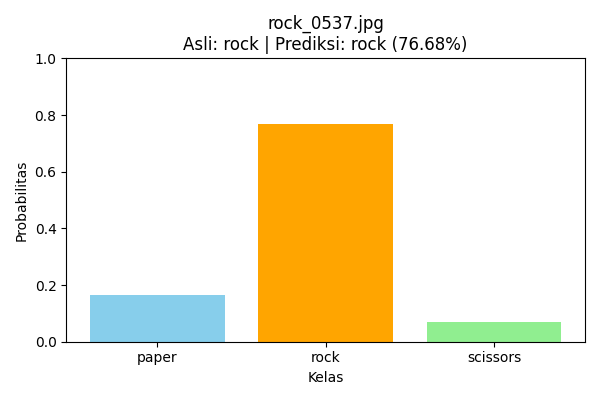 rock_0537.jpg
Asli: rock | Prediksi: rock (76.68%)
1.0
0.8
0.6
0.4
0.2
0.0
Probabilitas
paper rock scissors
Kelas